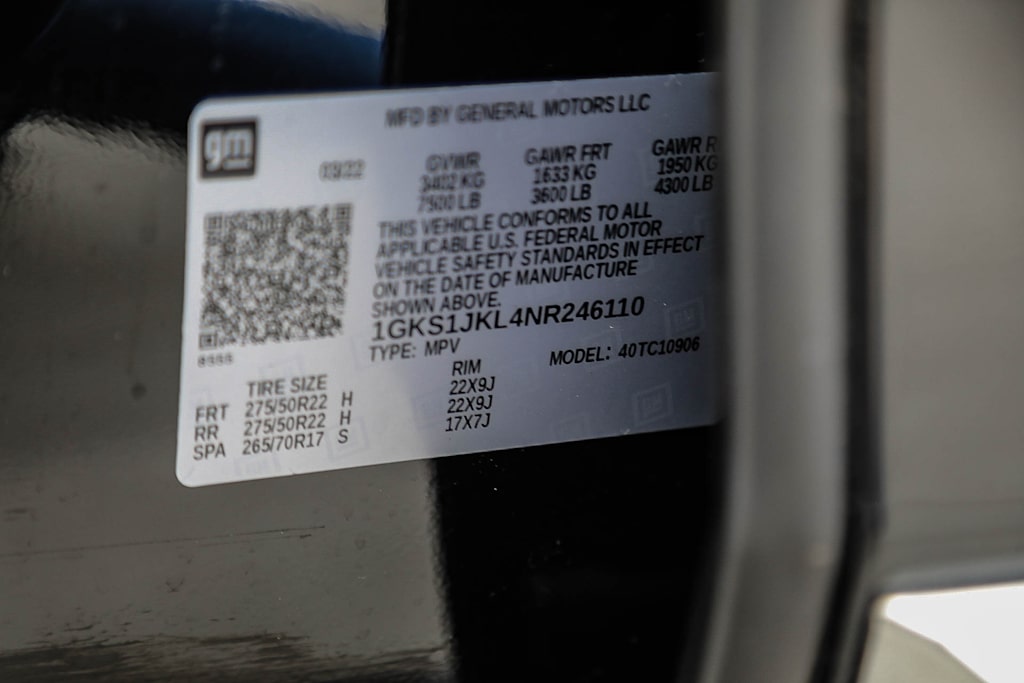 MFD BY GENERAL MOTORS LLC
gm
03/22 GVWR GAWR FRT GAWR R
3402 KG 1633 KG 1950 KG
7500 LB 3600 LB 4300 LB
THIS VEHICLE CONFORMS TO ALL
APPLICABLE U.S. FEDERAL MOTOR
VEHICLE SAFETY STANDARDS IN EFFECT
ON THE DATE OF MANUFACTURE
SHOWN ABOVE.
1GKS1JKL4NR246110
TYPE: MPV MODEL: 40TC10906
TIRE SIZE RIM
FRT 275/50R22 H 22X9J
RR 275/50R22 H 22X9J
SPA 265/70R17 S 17X7J